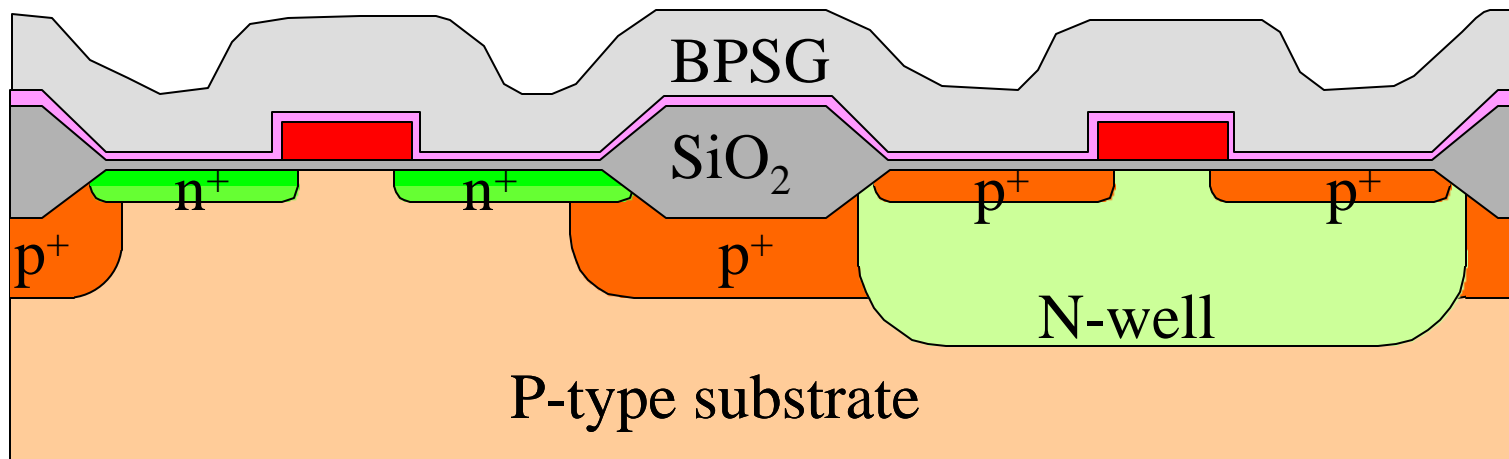 BPSG
SiO₂
n⁺ n⁺ p⁺ p⁺
p⁺ p⁺
N-well
P-type substrate